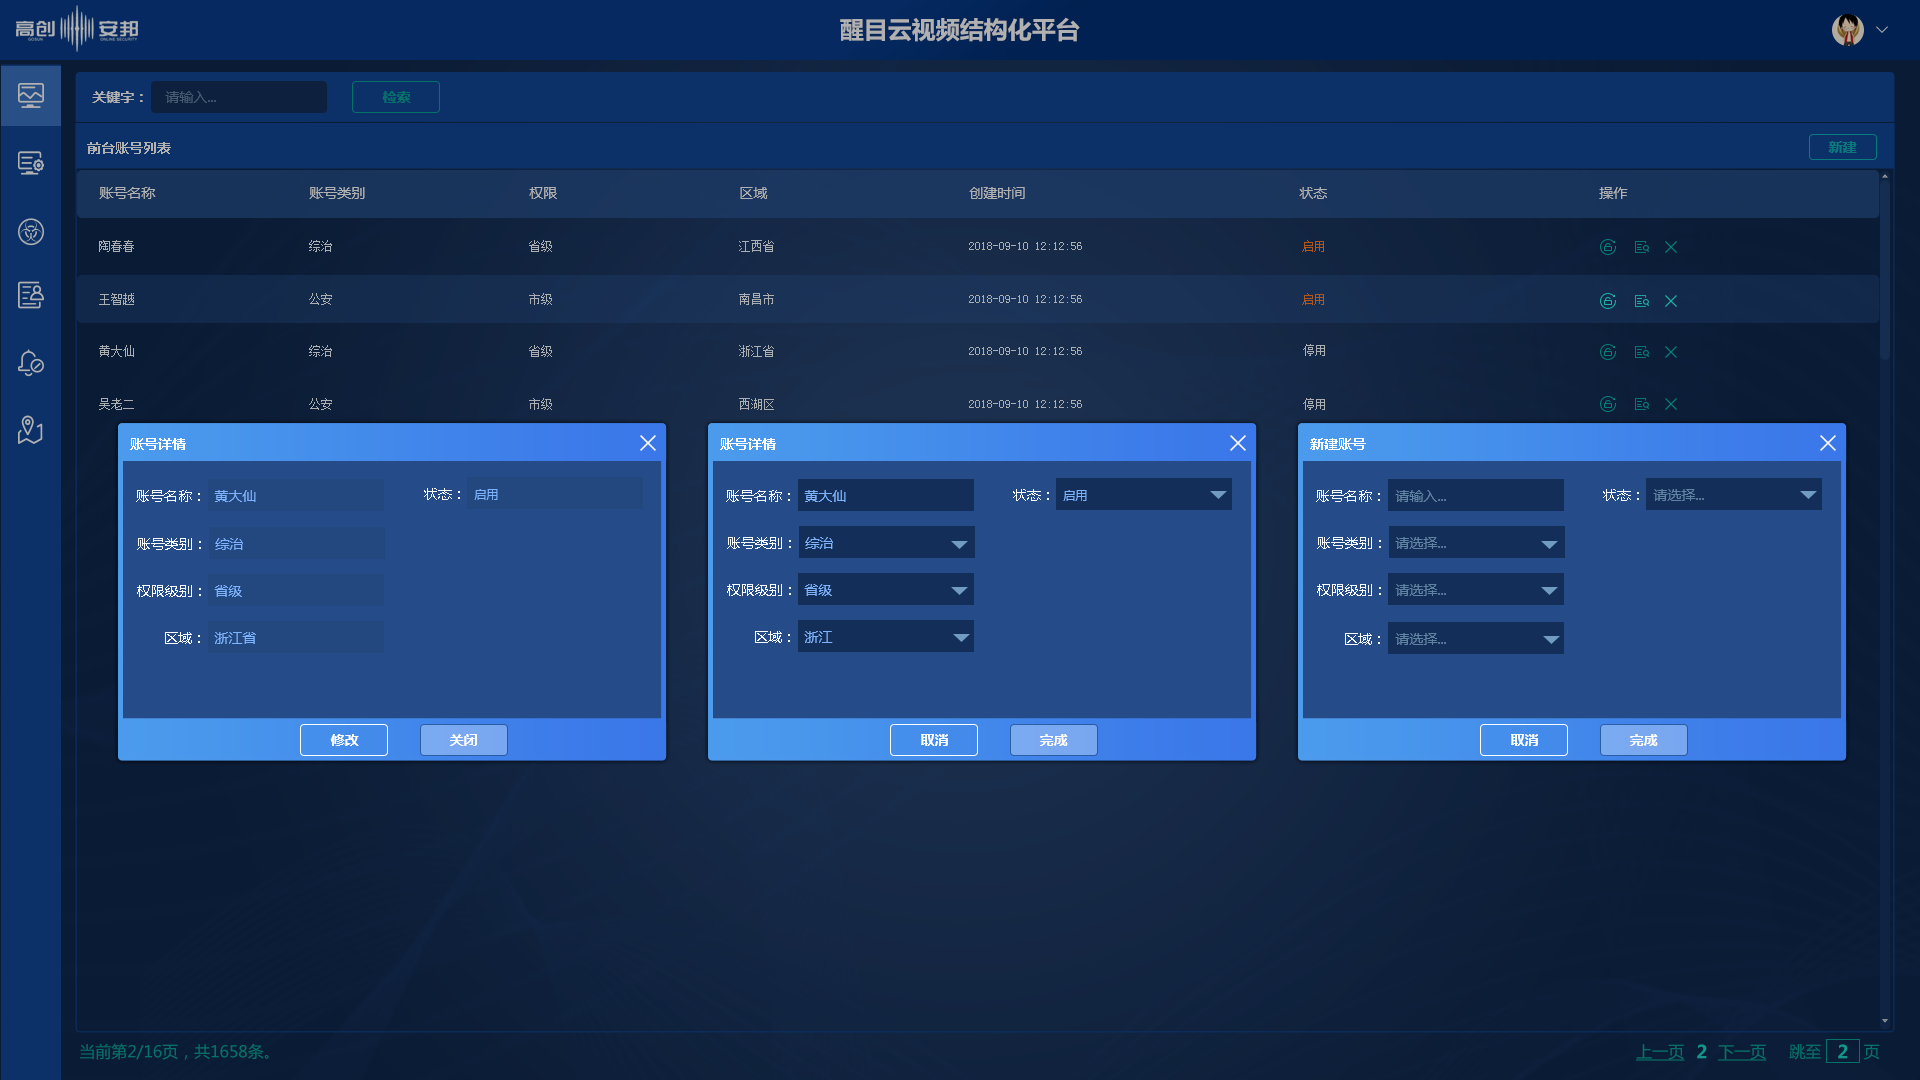 高创安邦
醒目云视频结构化平台
关键字： 请输入... 检索
前台账号列表 新建
账号名称 账号类别 权限 区域 创建时间 状态 操作
陶春春 综治 省级 江西省 2018-09-10 12:12:56 启用
王智越 公安 市级 南昌市 2018-09-10 12:12:56 启用
黄大仙 综治 省级 浙江省 2018-09-10 12:12:56 停用
吴老二 公安 市级 西湖区 2018-09-10 12:12:56 停用
账号详情
账号名称： 黄大仙 状态： 启用
账号类别： 综治
权限级别： 省级
区域： 浙江省
修改 关闭
账号详情
账号名称： 黄大仙 状态： 启用
账号类别： 综治
权限级别： 省级
区域： 浙江
取消 完成
新建账号
账号名称： 请输入... 状态： 请选择...
账号类别： 请选择...
权限级别： 请选择...
区域： 请选择...
取消 完成
当前第2/16页，共1658条。 上一页 2 下一页 跳至 2 页